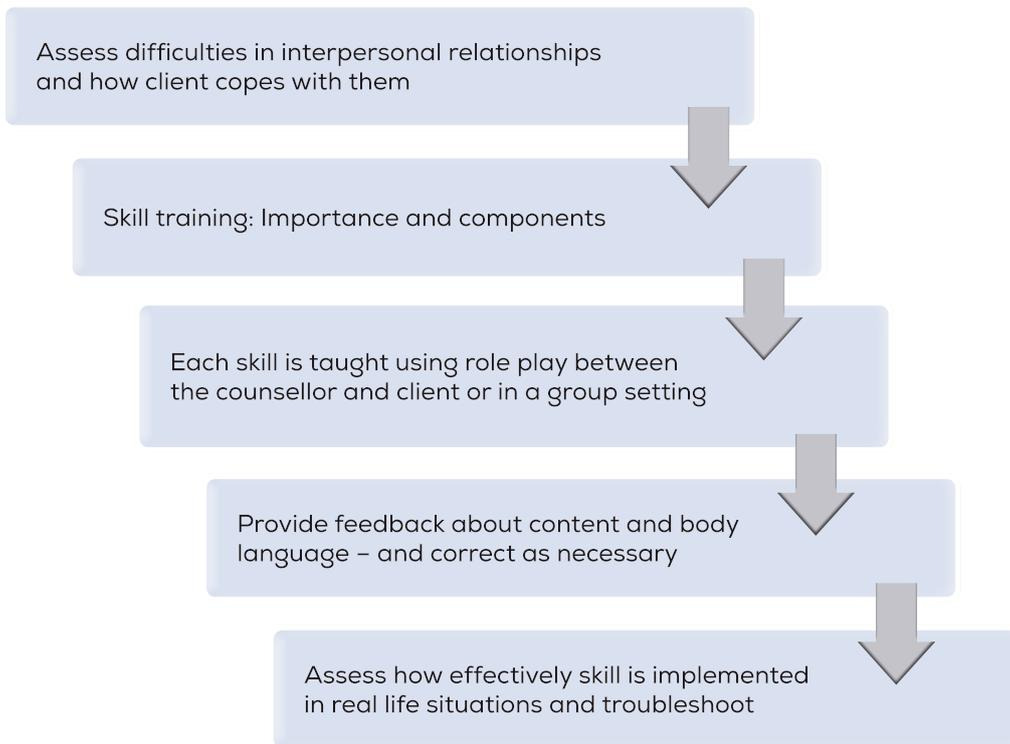 Assess difficulties in interpersonal relationships
and how client copes with them
Skill training: Importance and components
Each skill is taught using role play between
the counsellor and client or in a group setting
Provide feedback about content and body
language – and correct as necessary
Assess how effectively skill is implemented
in real life situations and troubleshoot